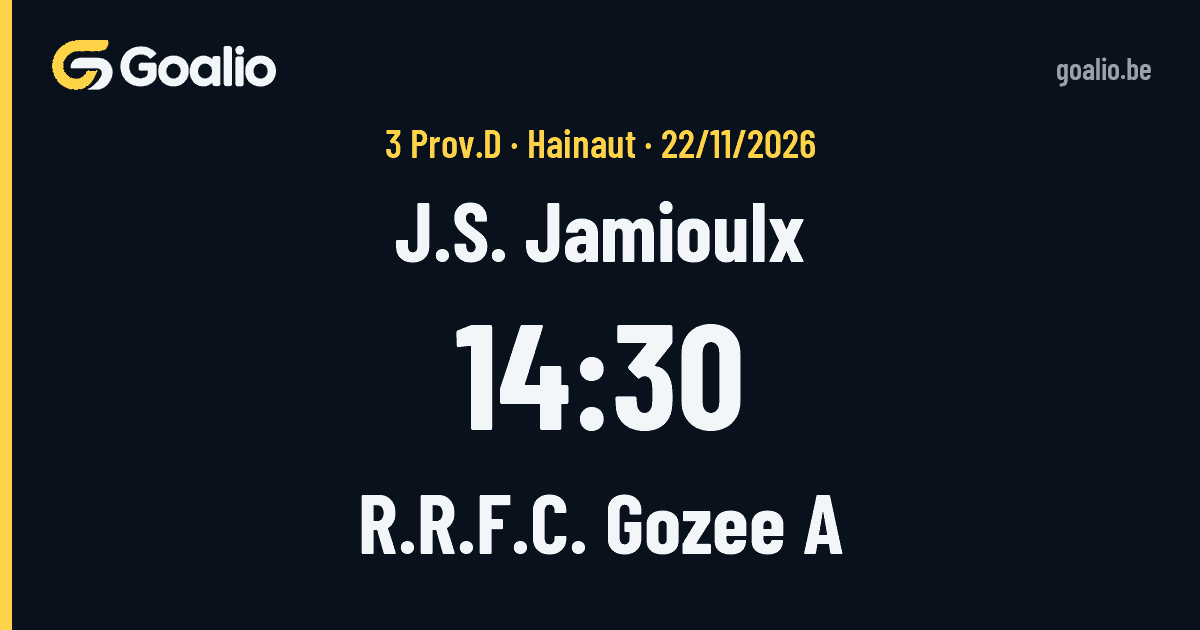 Goalio
goalio.be
3 Prov.D · Hainaut · 22/11/2026
J.S. Jamioulx
14:30
R.R.F.C. Gozee A